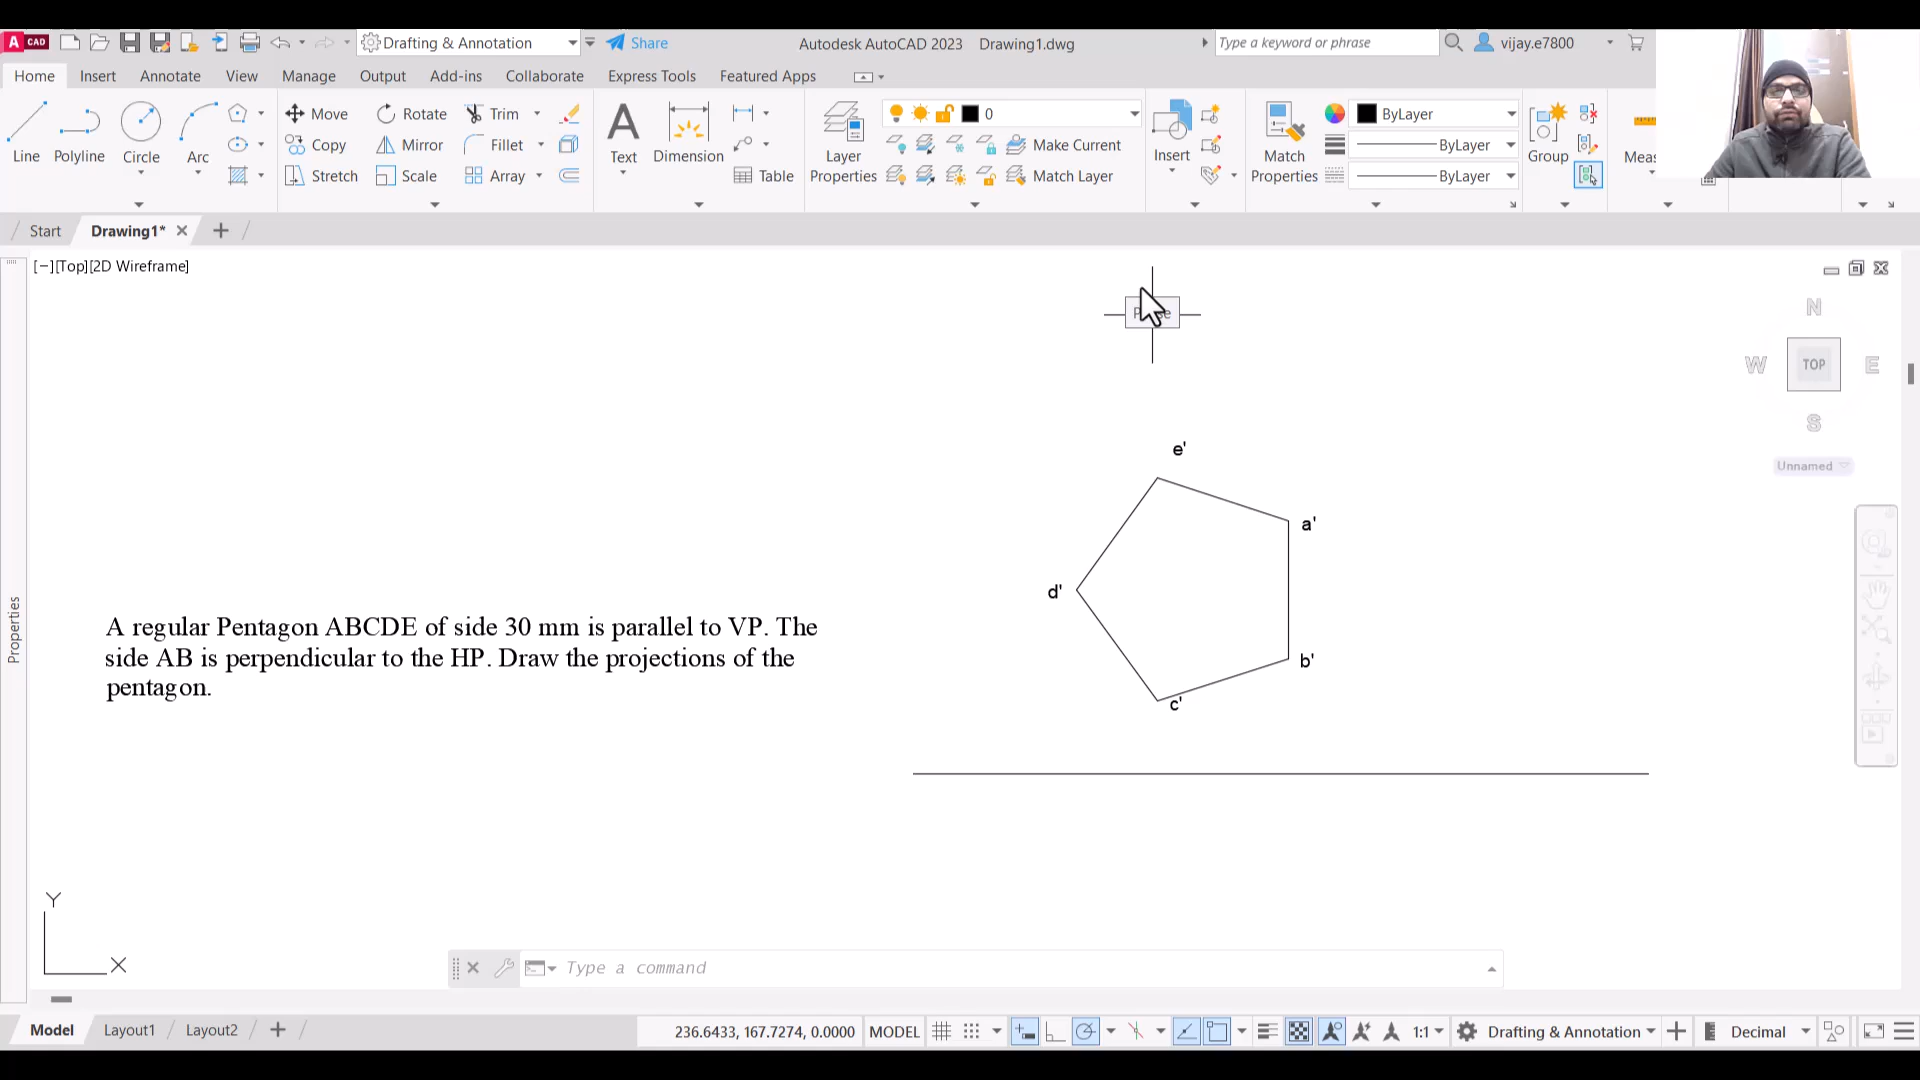 A CAD
Drafting & Annotation
Share
Autodesk AutoCAD 2023 Drawing1.dwg
Type a keyword or phrase
vijay.e7800
Home Insert Annotate View Manage Output Add-ins Collaborate Express Tools Featured Apps
Line Polyline Circle Arc
Move Rotate Trim
Copy Mirror Fillet
Stretch Scale Array
Text Dimension
Table
Layer
Properties
0
Make Current
Match Layer
Insert
Match
Properties
ByLayer
ByLayer
ByLayer
Group
Start Drawing1*
[−][Top][2D Wireframe]
N
W TOP E
S
Unnamed
Properties
e'
a'
d'
b'
c'
A regular Pentagon ABCDE of side 30 mm is parallel to VP. The
side AB is perpendicular to the HP. Draw the projections of the
pentagon.
Y
X
Type a command
Model Layout1 Layout2
236.6433, 167.7274, 0.0000 MODEL
1:1
Drafting & Annotation
Decimal